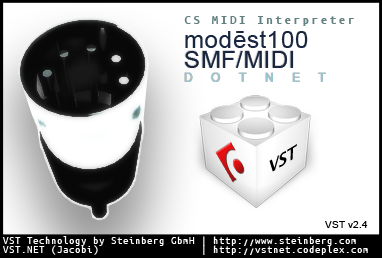 CS MIDI Interpreter
modēst100
SMF/MIDI
DOTNET
VST
VST v2.4
VST Technology by Steinberg GmbH | http://www.steinberg.com
VST.NET (Jacobi) | http://vstnet.codeplex.com